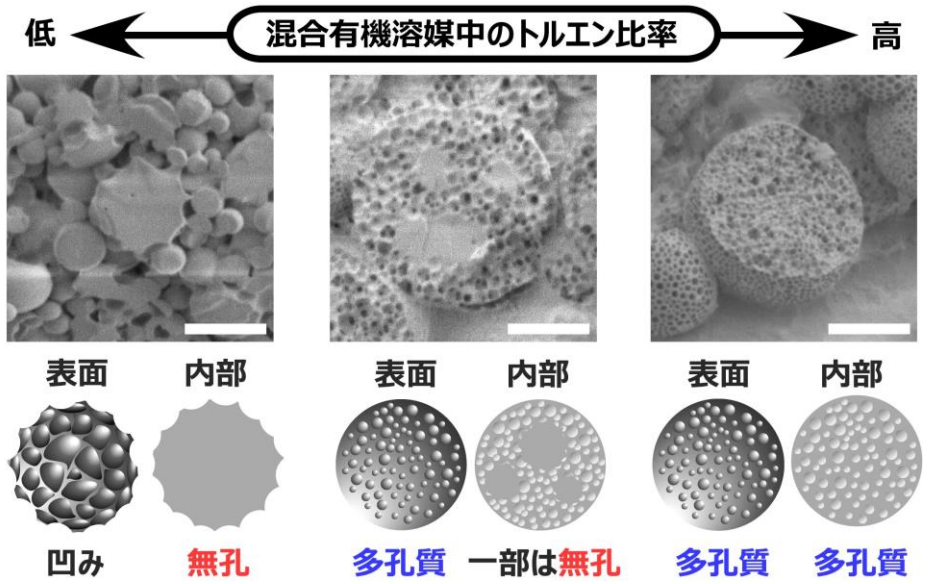 低 混合有機溶媒中のトルエン比率 高
表面 内部 表面 内部 表面 内部
凹み 無孔 多孔質 一部は無孔 多孔質 多孔質